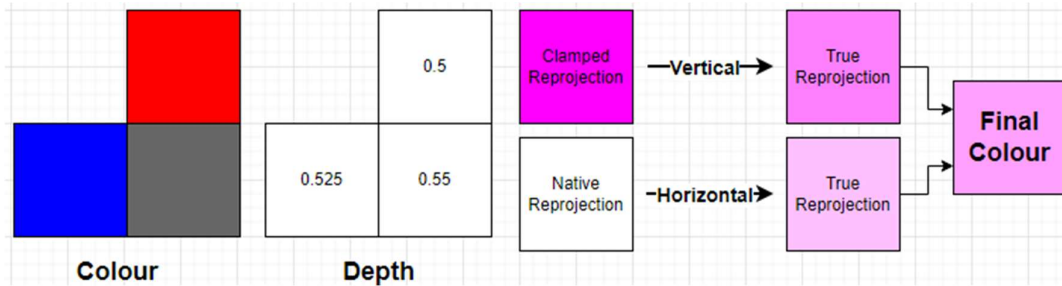 0.5
0.525
0.55
Colour
Depth
Clamped
Reprojection
Vertical
True
Reprojection
Native
Reprojection
Horizontal
True
Reprojection
Final
Colour